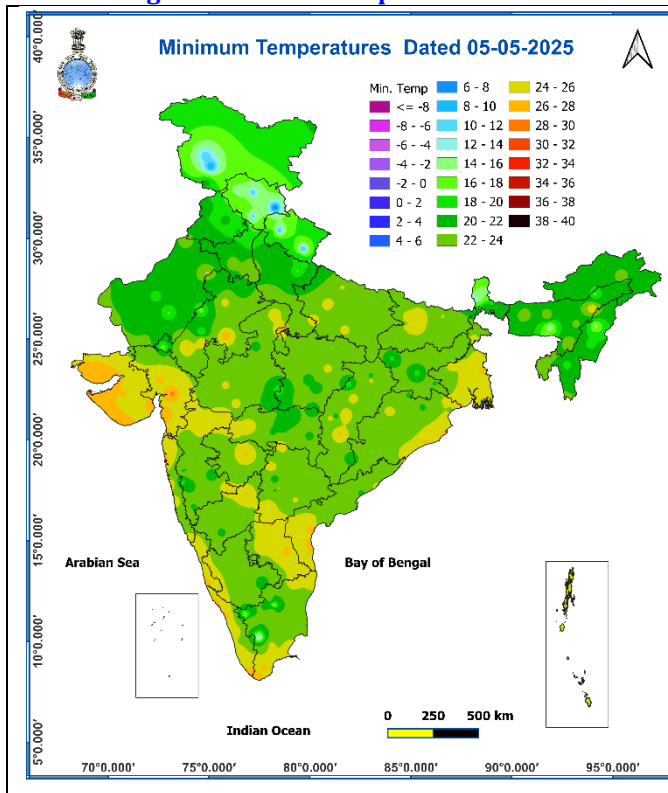 Minimum Temperatures Dated 05-05-2025
Min. Temp
<= -8
-8 - -6
-6 - -4
-4 - -2
-2 - 0
0 - 2
2 - 4
4 - 6
6 - 8
8 - 10
10 - 12
12 - 14
14 - 16
16 - 18
18 - 20
20 - 22
22 - 24
24 - 26
26 - 28
28 - 30
30 - 32
32 - 34
34 - 36
36 - 38
38 - 40
40°0.000'
35°0.000'
30°0.000'
25°0.000'
20°0.000'
15°0.000'
10°0.000'
5°0.000'
Arabian Sea
Bay of Bengal
Indian Ocean
0 250 500 km
70°0.000' 75°0.000' 80°0.000' 85°0.000' 90°0.000' 95°0.000'